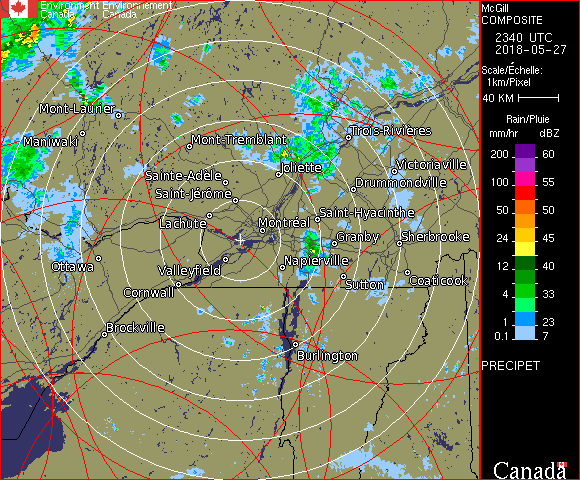 Environment Environnement
Canada Canada
McGill
COMPOSITE
2340 UTC
2018-05-27
Scale/Échelle:
1km/Pixel
40 KM
Rain/Pluie
mm/hr dBZ
200 60
100 55
50 50
24 45
12 40
4 33
1 23
0.1 7
PRECIPET
Canada
Mont-Laurier
Maniwaki
Mont-Tremblant
Trois-Rivières
Joliette
Victoriaville
Sainte-Adèle
Drummondville
Saint-Jérôme
Lachute
Saint-Hyacinthe
Montréal
Granby
Sherbrooke
Ottawa
Valleyfield
Napierville
Coaticook
Sutton
Cornwall
Brockville
Burlington